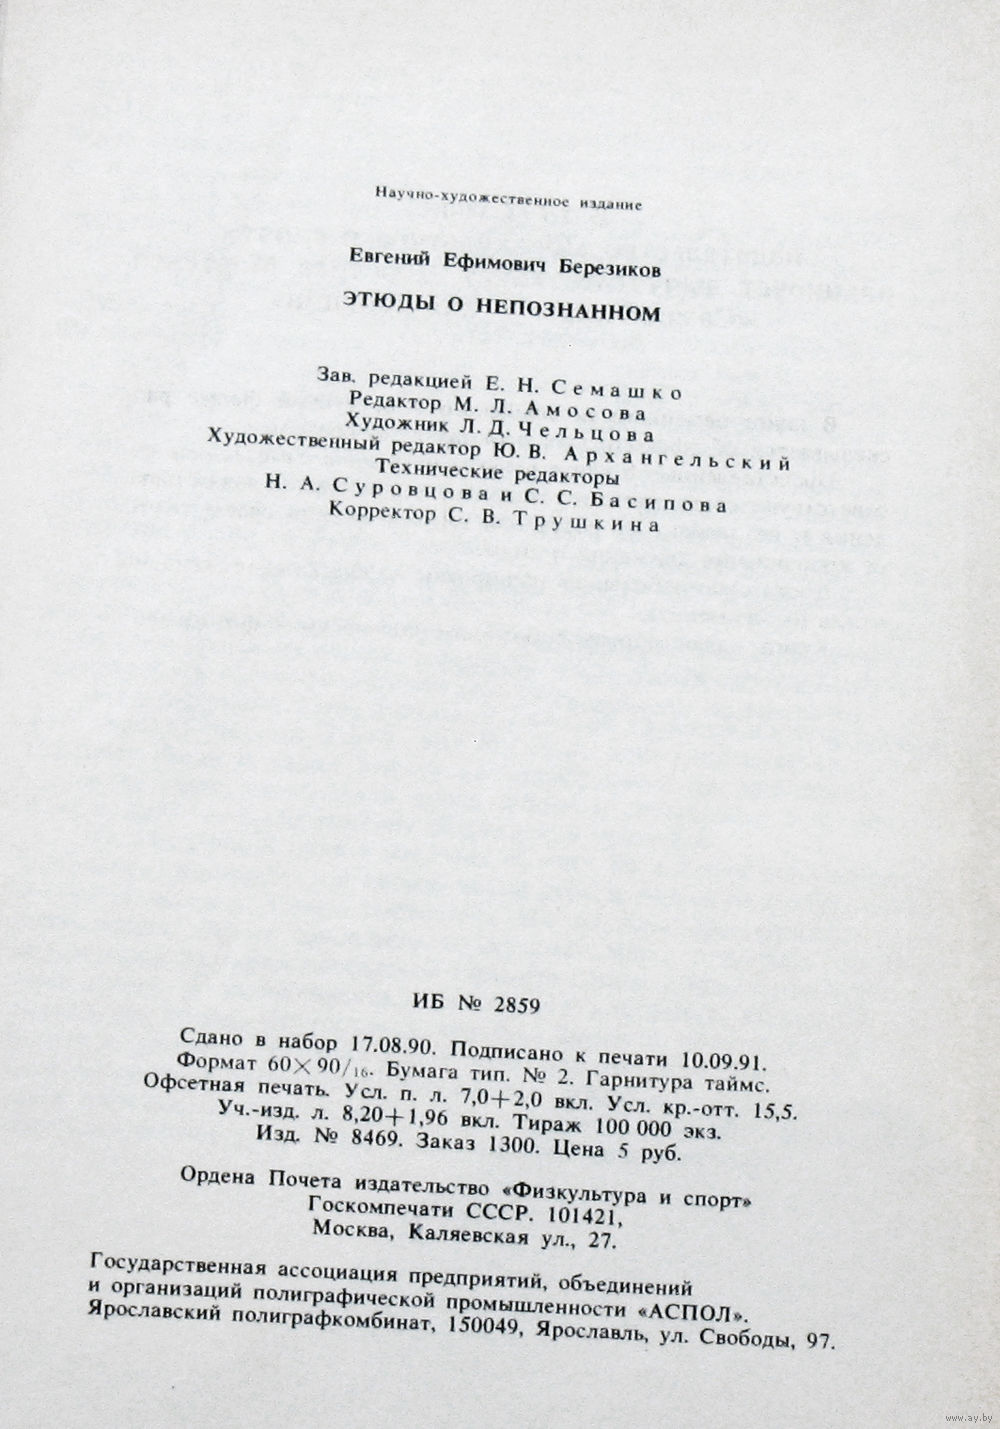 Научно-художественное издание
Евгений Ефимович Березиков
ЭТЮДЫ О НЕПОЗНАННОМ
Зав. редакцией Е. Н. Семашко
Редактор М. Л. Амосова
Художник Л. Д. Чельцова
Художественный редактор Ю. В. Архангельский
Технические редакторы
Н. А. Суровцова и С. С. Басипова
Корректор С. В. Трушкина
ИБ № 2859
Сдано в набор 17.08.90. Подписано к печати 10.09.91.
Формат 60×90/16. Бумага тип. № 2. Гарнитура таймс.
Офсетная печать. Усл. п. л. 7,0+2,0 вкл. Усл. кр.-отт. 15,5.
Уч.-изд. л. 8,20+1,96 вкл. Тираж 100 000 экз.
Изд. № 8469. Заказ 1300. Цена 5 руб.
Ордена Почета издательство «Физкультура и спорт»
Госкомпечати СССР. 101421,
Москва, Каляевская ул., 27.
Государственная ассоциация предприятий, объединений
и организаций полиграфической промышленности «АСПОЛ».
Ярославский полиграфкомбинат, 150049, Ярославль, ул. Свободы, 97.
www.ay.by